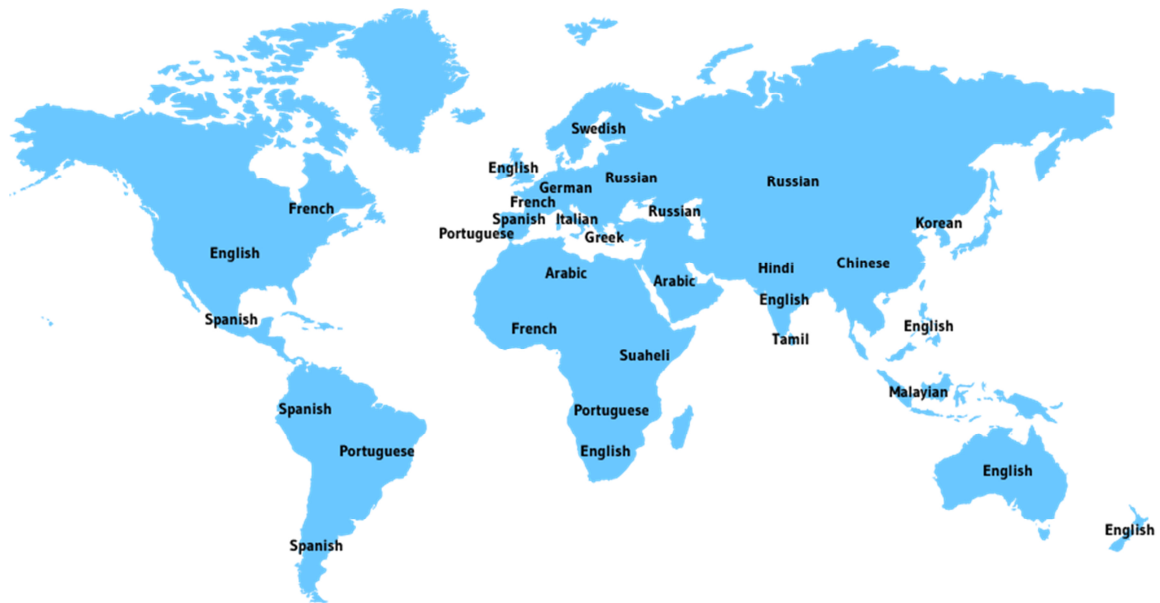 Swedish
English
Russian
Russian
German
French
French
Russian
Spanish
Italian
Korean
Portuguese
Greek
English
Chinese
Hindi
Arabic
Arabic
English
Spanish
English
French
Tamil
Suaheli
Malayian
Spanish
Portuguese
Portuguese
English
English
English
Spanish